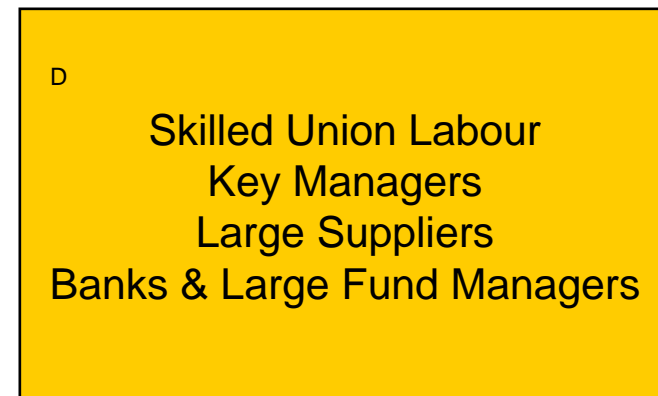 D
Skilled Union Labour
Key Managers
Large Suppliers
Banks & Large Fund Managers